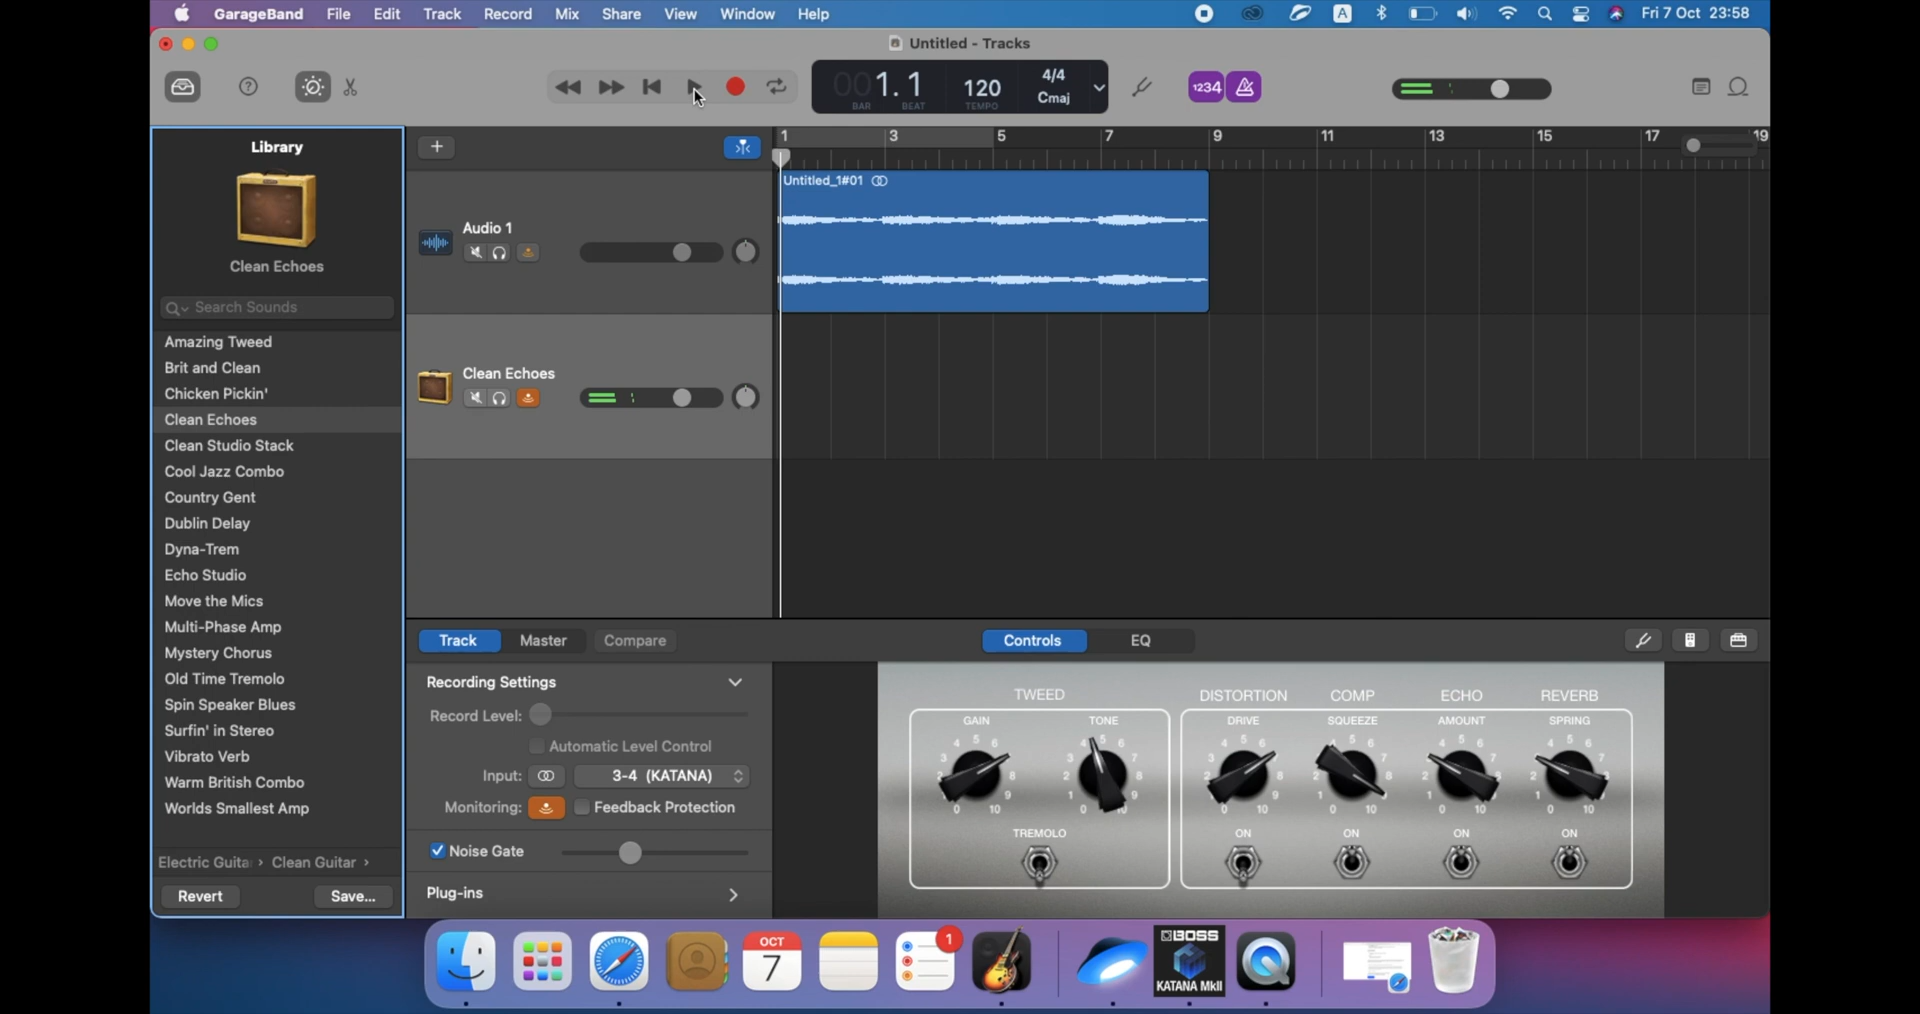 GarageBand File Edit Track Record Mix Share View Window Help A Fri 7 Oct 23:58
Untitled - Tracks
001.1 120 4/4
Cmaj
BAR BEAT TEMPO
1234
Library
Clean Echoes
Search Sounds
Amazing Tweed
Brit and Clean
Chicken Pickin'
Clean Echoes
Clean Studio Stack
Cool Jazz Combo
Country Gent
Dublin Delay
Dyna-Trem
Echo Studio
Move the Mics
Multi-Phase Amp
Mystery Chorus
Old Time Tremolo
Spin Speaker Blues
Surfin' in Stereo
Vibrato Verb
Warm British Combo
Worlds Smallest Amp
Electric Guita › Clean Guitar ›
Revert Save...
+
1 3 5 7 9 11 13 15 17 19
Untitled_1#01
Audio 1
Clean Echoes
Track Master Compare Controls EQ
Recording Settings
Record Level:
Automatic Level Control
Input: 3-4 (KATANA)
Monitoring: Feedback Protection
Noise Gate
Plug-ins
TWEED DISTORTION COMP ECHO REVERB
GAIN TONE DRIVE SQUEEZE AMOUNT SPRING
TREMOLO ON ON ON ON
OCT
7
1
BOSS
KATANA MkII